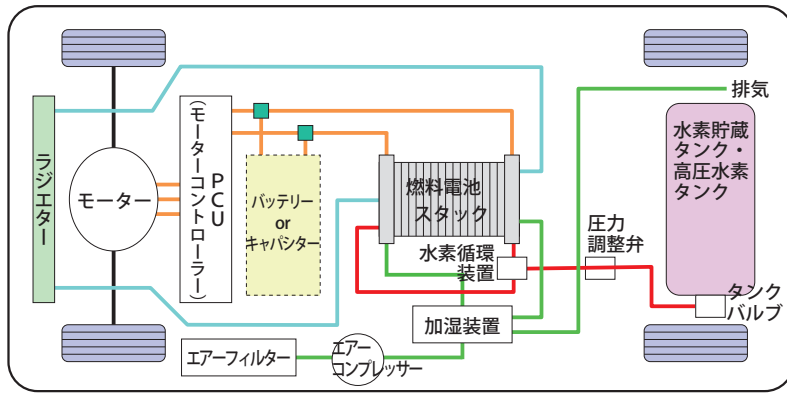 ラジエター
モーター
PCU
（モーターコントローラー）
バッテリー
or
キャパシター
燃料電池
スタック
水素循環
装置
加湿装置
エアーフィルター
エアー
コンプレッサー
圧力
調整弁
排気
水素貯蔵
タンク・
高圧水素
タンク
タンク
バルブ